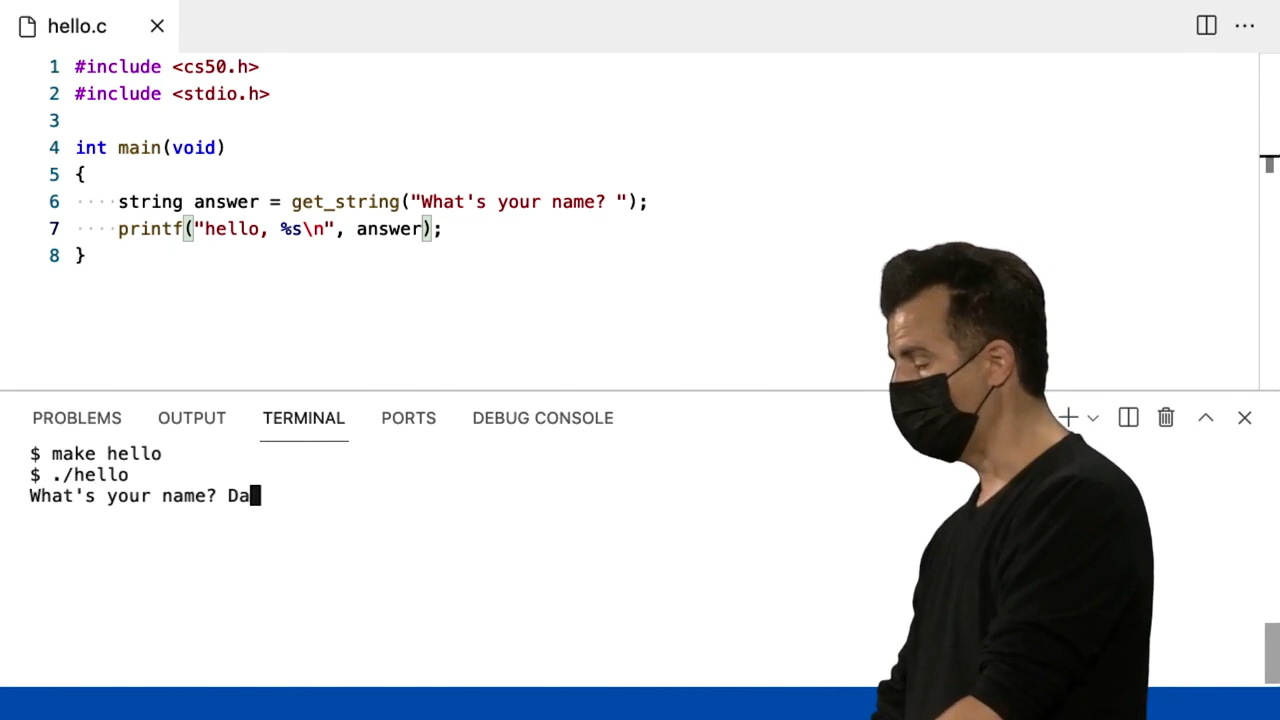 hello.c
1 #include <cs50.h>
2 #include <stdio.h>
3
4 int main(void)
5 {
6 ····string answer = get_string("What's your name? ");
7 ····printf("hello, %s\n", answer);
8 }
PROBLEMS OUTPUT TERMINAL PORTS DEBUG CONSOLE
$ make hello
$ ./hello
What's your name? Da